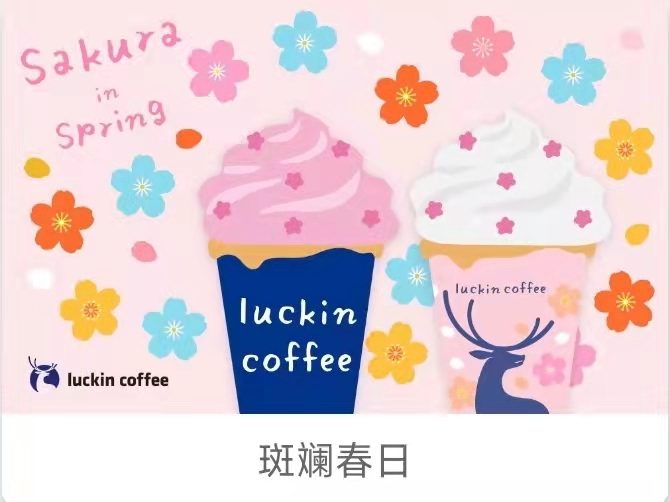 Sakura
in
Spring
luckin
coffee
luckin coffee
luckin coffee
斑斓春日